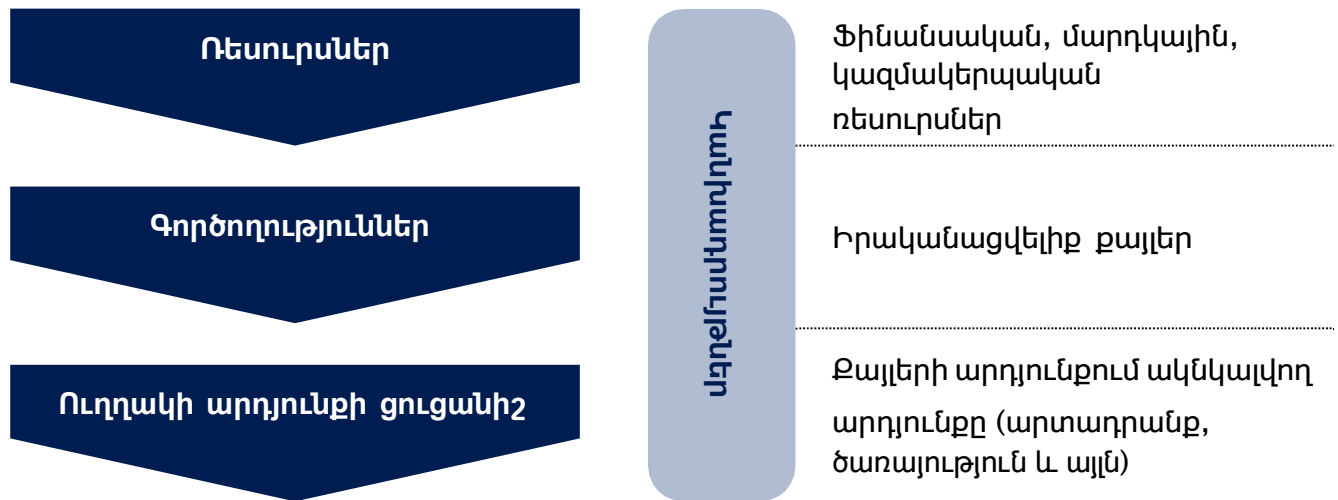 Ռեսուրսներ
Գործողություններ
Ուղղակի արդյունքի ցուցանիշ
Կանխադրույթներ
Ֆինանսական, մարդկային,
կազմակերպական
ռեսուրսներ
Իրականացվելիք քայլեր
Քայլերի արդյունքում ակնկալվող
արդյունքը (արտադրանք,
ծառայություն և այլն)